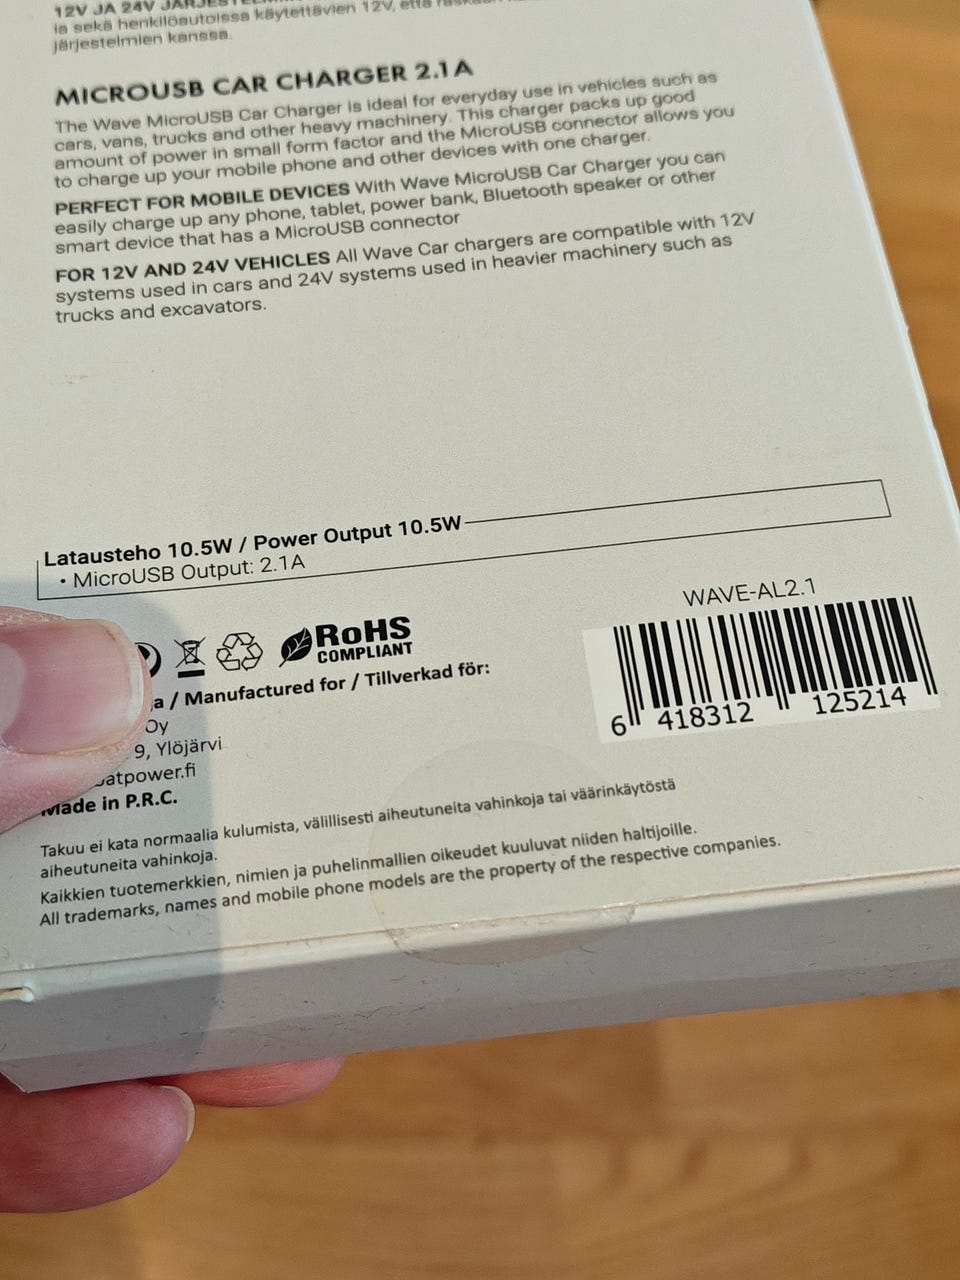 12V JA 24V
ja sekä henkilöautoissa käytettävien 12V, että
järjestelmien kanssa.
MICROUSB CAR CHARGER 2.1A
The Wave MicroUSB Car Charger is ideal for everyday use in vehicles such as
cars, vans, trucks and other heavy machinery. This charger packs up good
amount of power in small form factor and the MicroUSB connector allows you
to charge up your mobile phone and other devices with one charger.
PERFECT FOR MOBILE DEVICES With Wave MicroUSB Car Charger you can
easily charge up any phone, tablet, power bank, Bluetooth speaker or other
smart device that has a MicroUSB connector
FOR 12V AND 24V VEHICLES All Wave Car chargers are compatible with 12V
systems used in cars and 24V systems used in heavier machinery such as
trucks and excavators.
Latausteho 10.5W / Power Output 10.5W
• MicroUSB Output: 2.1A
RoHS
COMPLIANT
WAVE-AL2.1
6 418312 125214
a / Manufactured for / Tillverkad för:
Oy
9, Ylöjärvi
atpower.fi
Made in P.R.C.
Takuu ei kata normaalia kulumista, välillisesti aiheutuneita vahinkoja tai väärinkäytöstä
aiheutuneita vahinkoja.
Kaikkien tuotemerkkien, nimien ja puhelinmallien oikeudet kuuluvat niiden haltijoille.
All trademarks, names and mobile phone models are the property of the respective companies.